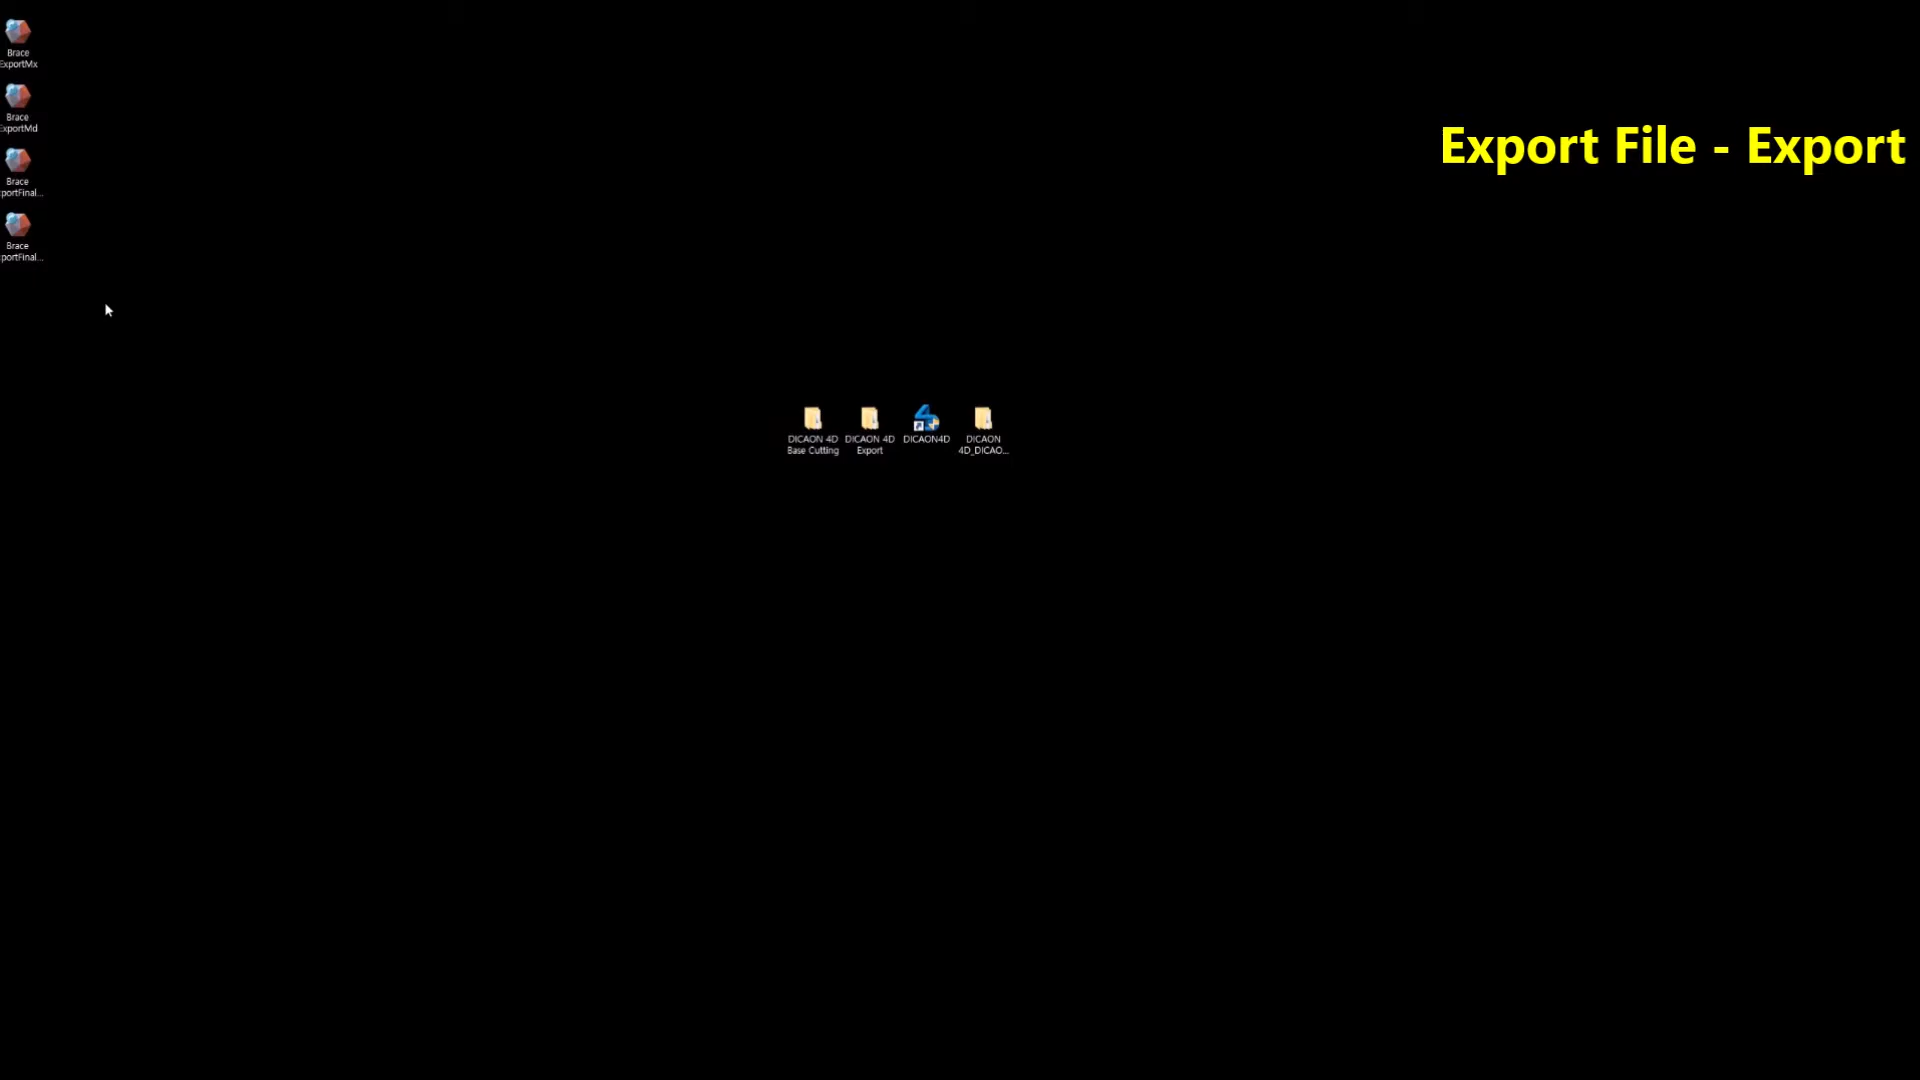 Brace
ExportMx
Brace
ExportMd
Brace
portFinal...
Brace
portFinal...
Export File - Export
DICAON 4D
Base Cutting
DICAON 4D
Export
DICAON4D
DICAON
4D_DICAO...